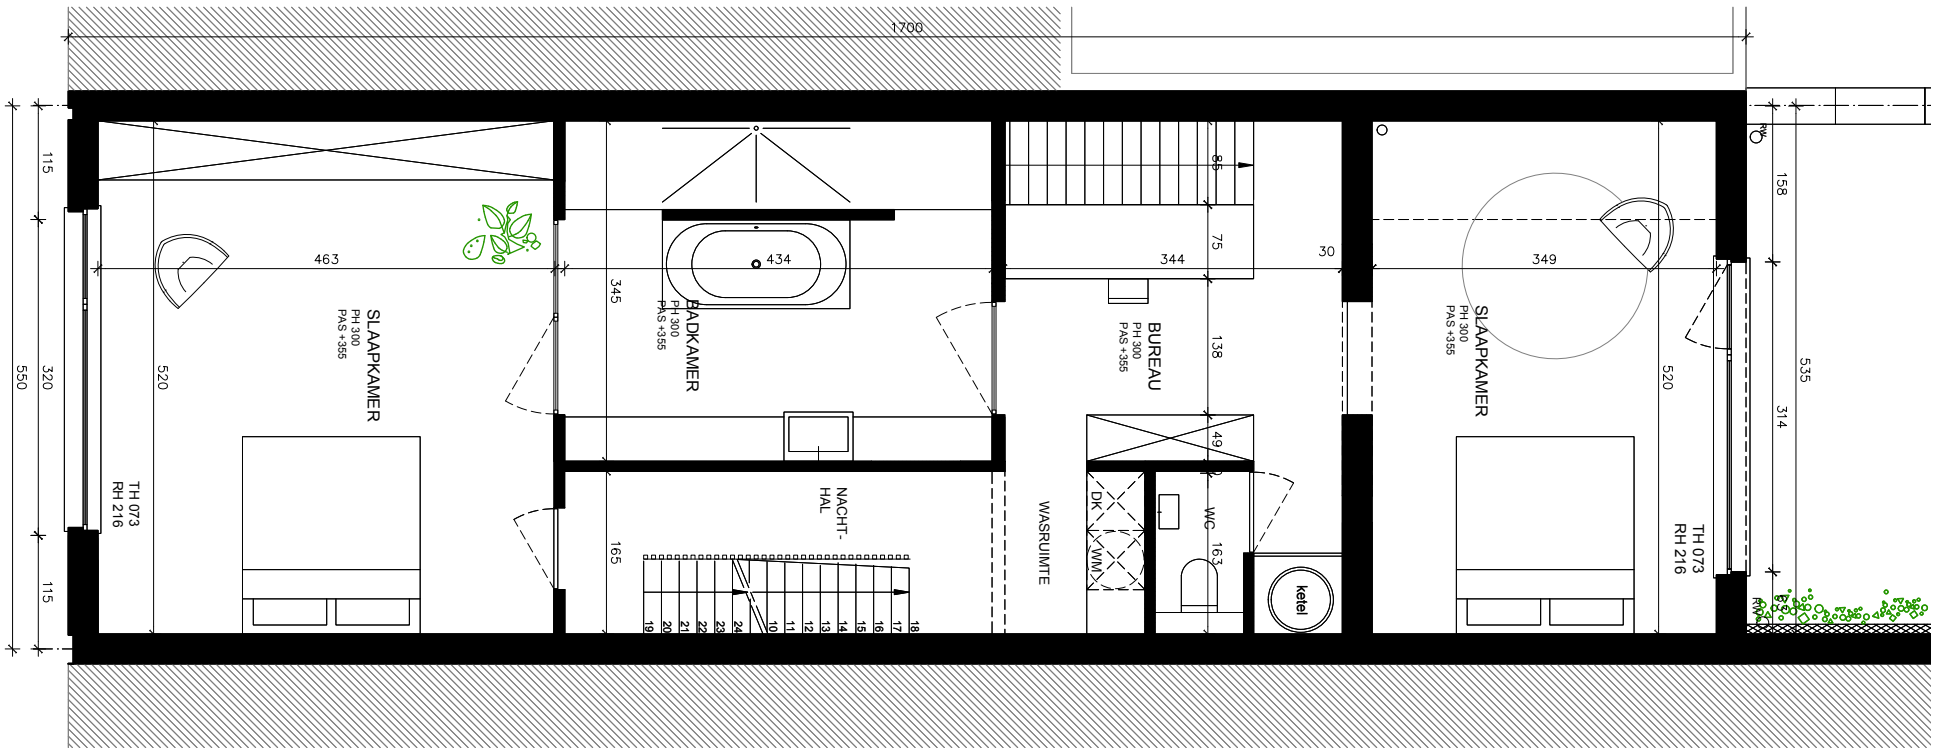 1700
115
320
115
550
463
520
SLAAPKAMER
PH 300
PAS +355
TH 073
RH 216
345
434
BADKAMER
PH 300
PAS +355
165
NACHT-
HAL
19
20
21
22
23
24
10
11
12
13
14
15
16
17
18
85
75
344
30
138
BUREAU
PH 300
PAS +355
49
WASRUIMTE
DK
WM
WC
163
ketel
349
520
SLAAPKAMER
PH 300
PAS +355
TH 073
RH 216
RW
158
535
314
63
RW